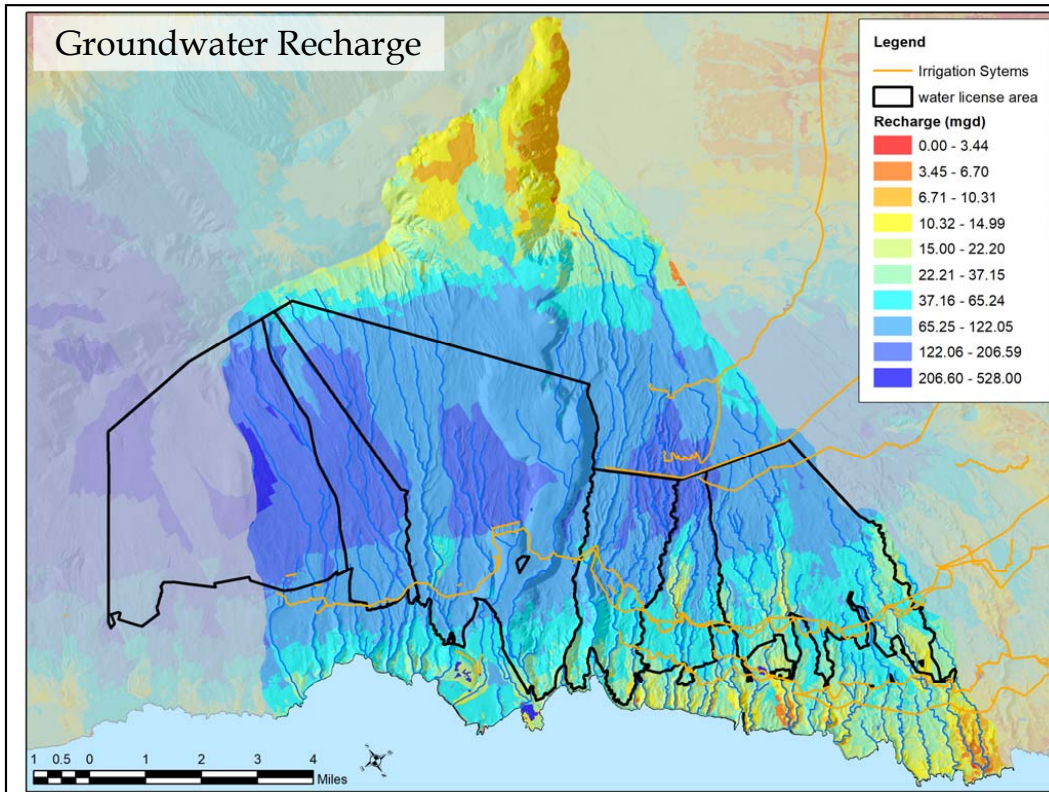 Groundwater Recharge
Legend
Irrigation Sytems
water license area
Recharge (mgd)
0.00 - 3.44
3.45 - 6.70
6.71 - 10.31
10.32 - 14.99
15.00 - 22.20
22.21 - 37.15
37.16 - 65.24
65.25 - 122.05
122.06 - 206.59
206.60 - 528.00
1 0.5 0 1 2 3 4
Miles